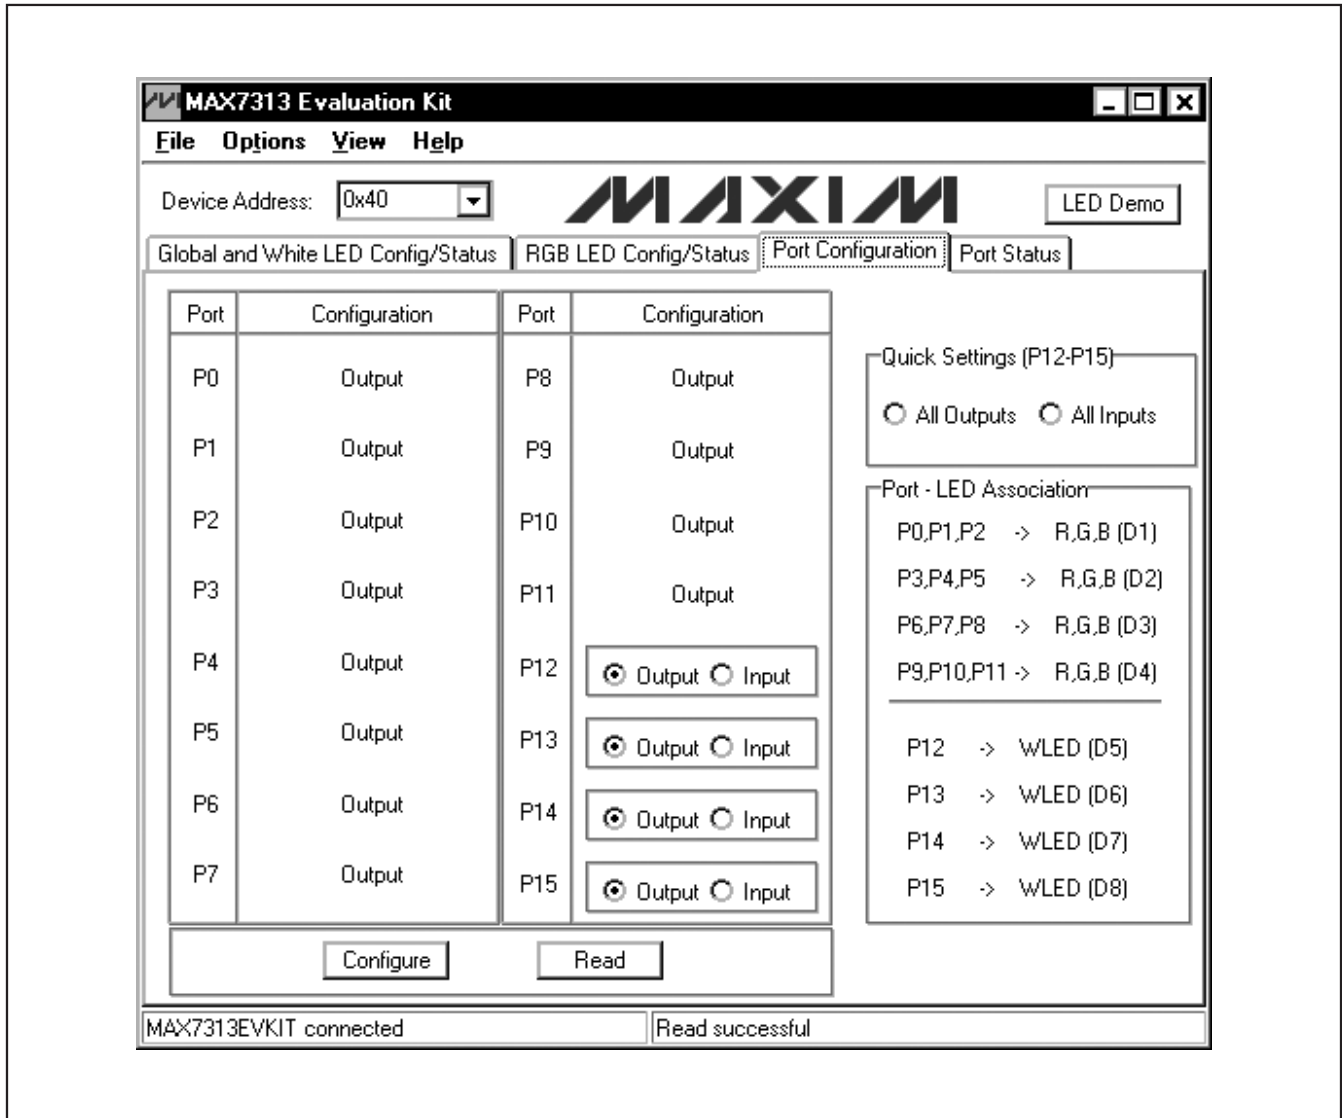 MAX7313 Evaluation Kit
File Options View Help
Device Address: 0x40
MAXIM
LED Demo
Global and White LED Config/Status RGB LED Config/Status Port Configuration Port Status
Port Configuration Port Configuration
P0 Output P8 Output
P1 Output P9 Output
P2 Output P10 Output
P3 Output P11 Output
P4 Output P12 Output Input
P5 Output P13 Output Input
P6 Output P14 Output Input
P7 Output P15 Output Input
Configure Read
Quick Settings (P12-P15)
All Outputs All Inputs
Port - LED Association
P0,P1,P2 -> R,G,B (D1)
P3,P4,P5 -> R,G,B (D2)
P6,P7,P8 -> R,G,B (D3)
P9,P10,P11 -> R,G,B (D4)
P12 -> WLED (D5)
P13 -> WLED (D6)
P14 -> WLED (D7)
P15 -> WLED (D8)
MAX7313EVKIT connected Read successful